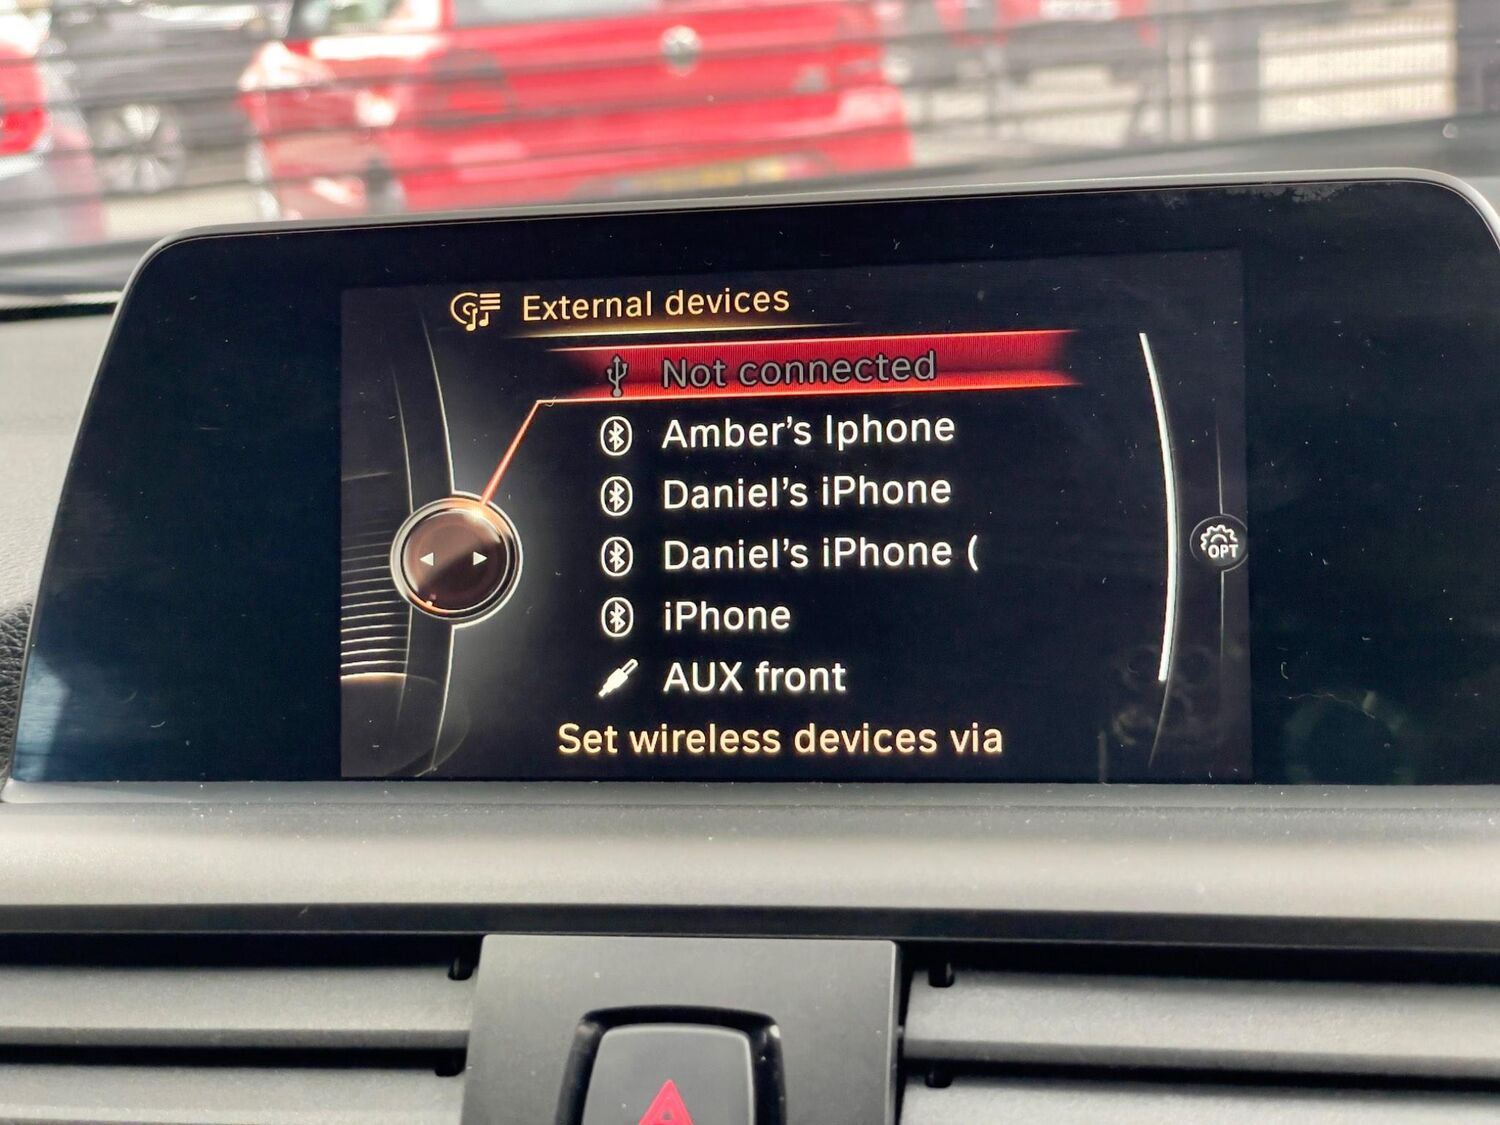 External devices
Not connected
Amber's Iphone
Daniel's iPhone
Daniel's iPhone (
iPhone
OPT
AUX front
Set wireless devices via